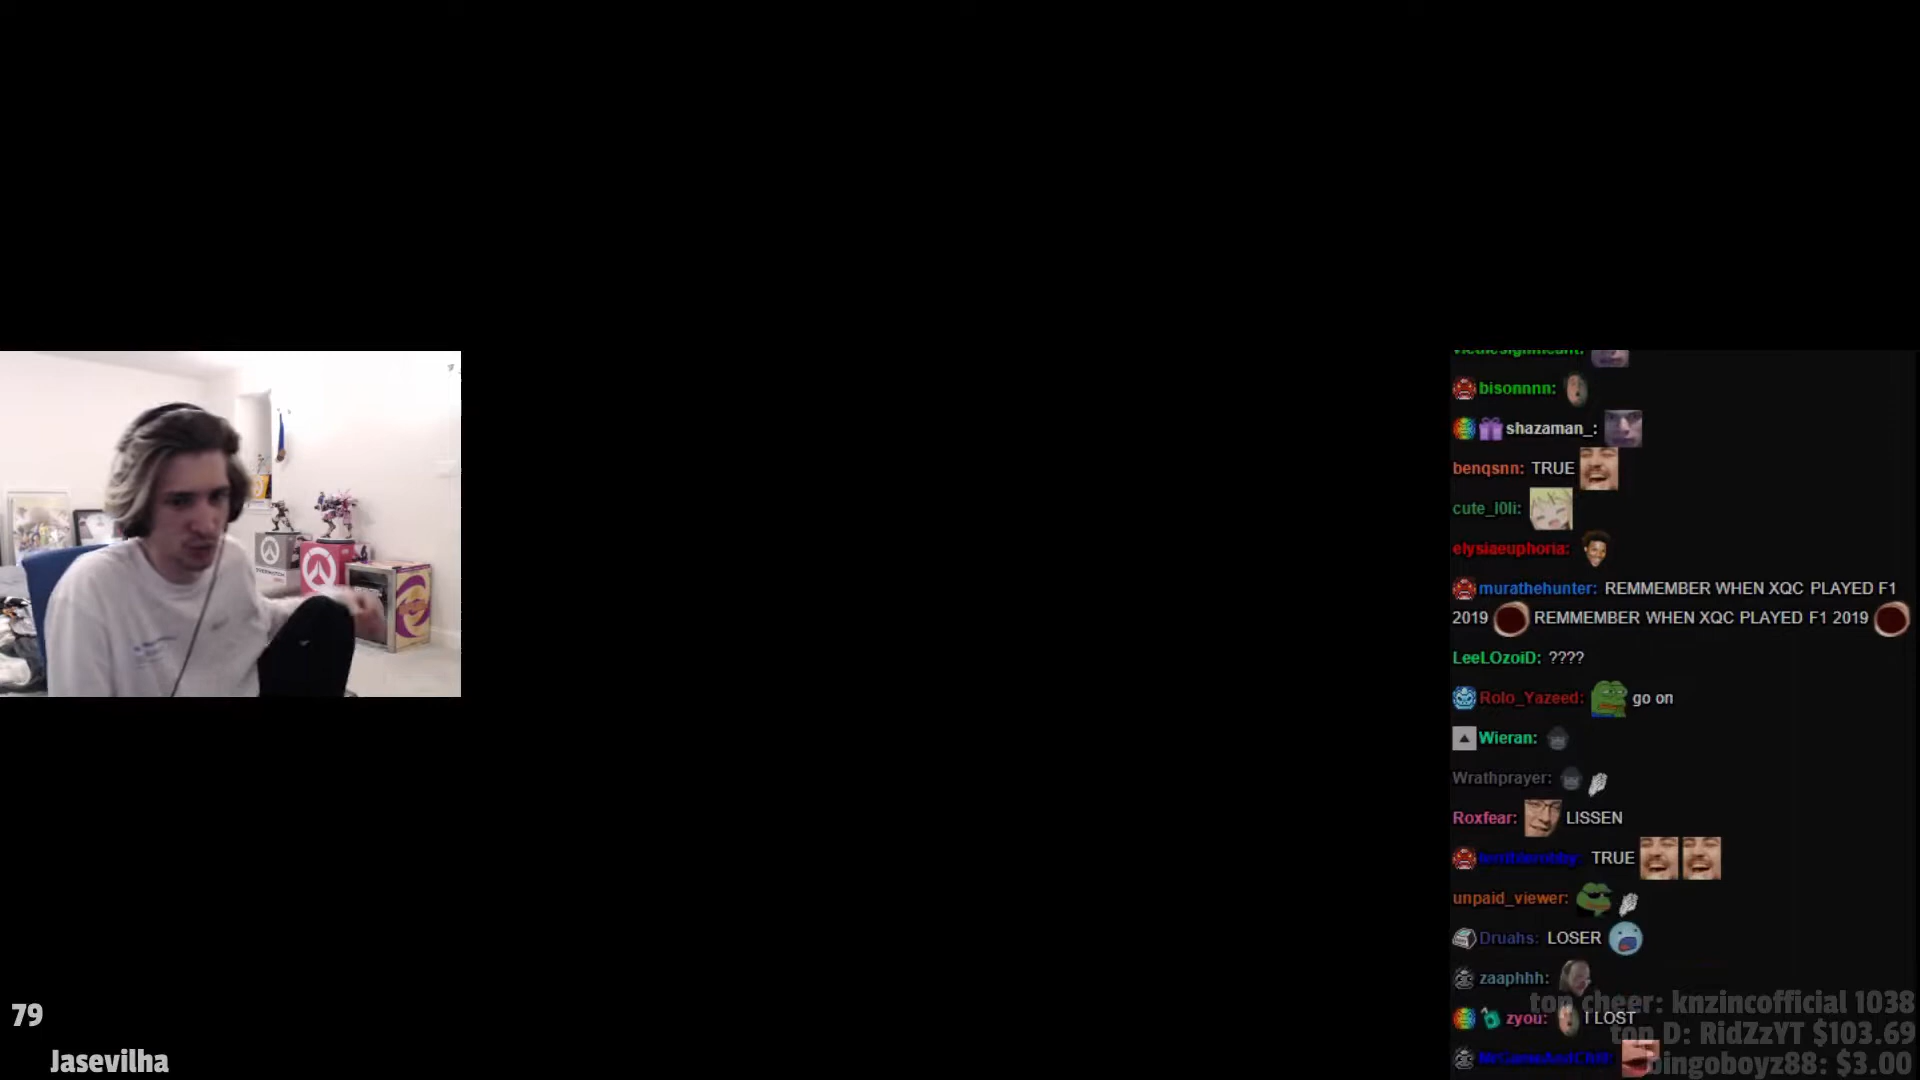 bisonnnn:
shazaman_:
benqsnn: TRUE
cute_l0li:
elysiaeuphoria:
murathehunter: REMMEMBER WHEN XQC PLAYED F1
2019 REMMEMBER WHEN XQC PLAYED F1 2019
LeeLOzoiD: ????
Rolo_Yazeed: go on
Wieran:
Wrathprayer:
Roxfear: LISSEN
TRUE
unpaid_viewer:
Druahs: LOSER
zaaphhh:
top cheer: knzincofficial 1038
zyou: I LOST
top D: RidZzYT $103.69
bingoboyz88: $3.00
79
Jasevilha